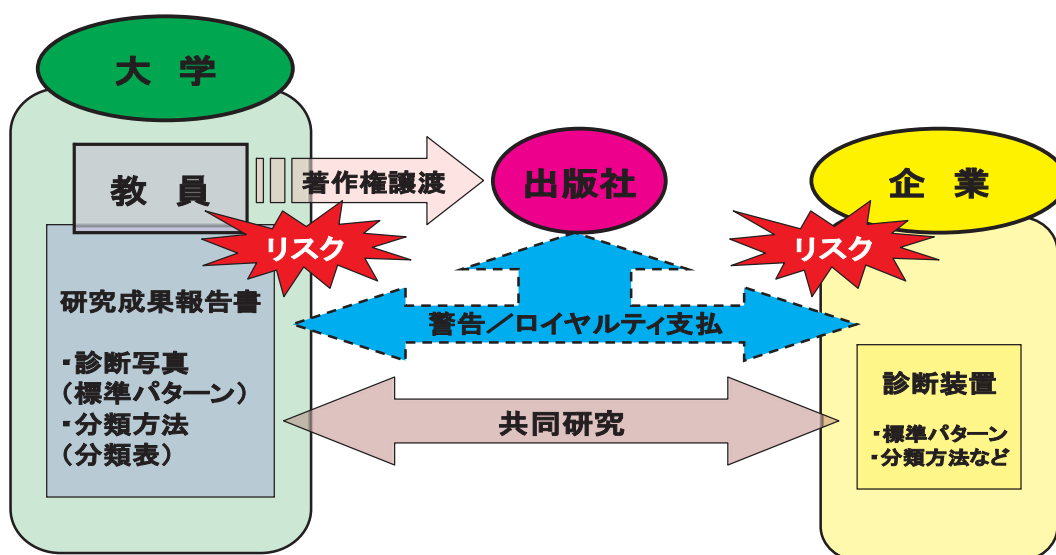 大 学
教 員
著作権譲渡
出版社
企 業
リスク
リスク
研究成果報告書
・診断写真
(標準パターン)
・分類方法
(分類表)
警告／ロイヤルティ支払
共同研究
診断装置
・標準パターン
・分類方法など